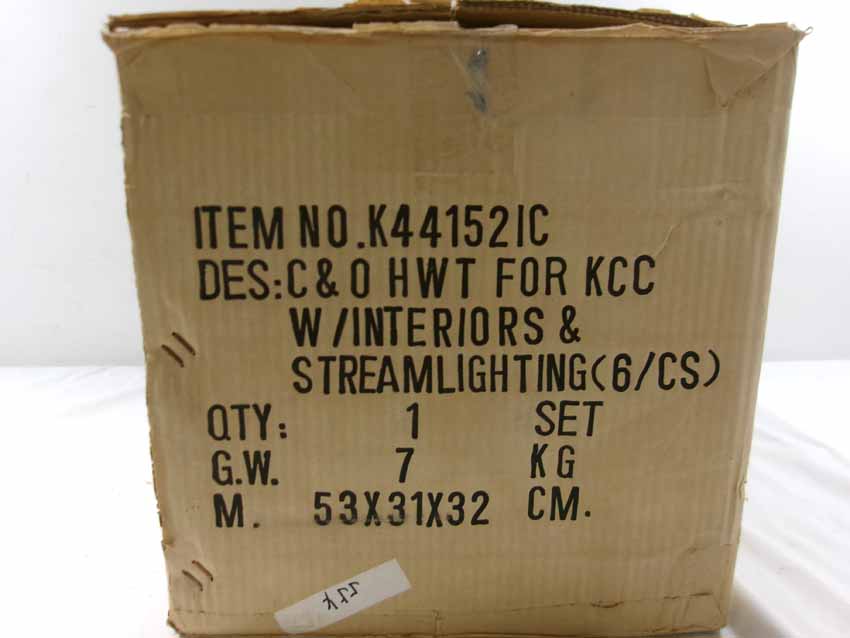 ITEM NO.K44152IC
DES:C&O HWT FOR KCC
W/INTERIORS &
STREAMLIGHTING(6/CS)
QTY: 1 SET
G.W. 7 KG
M. 53X31X32 CM.